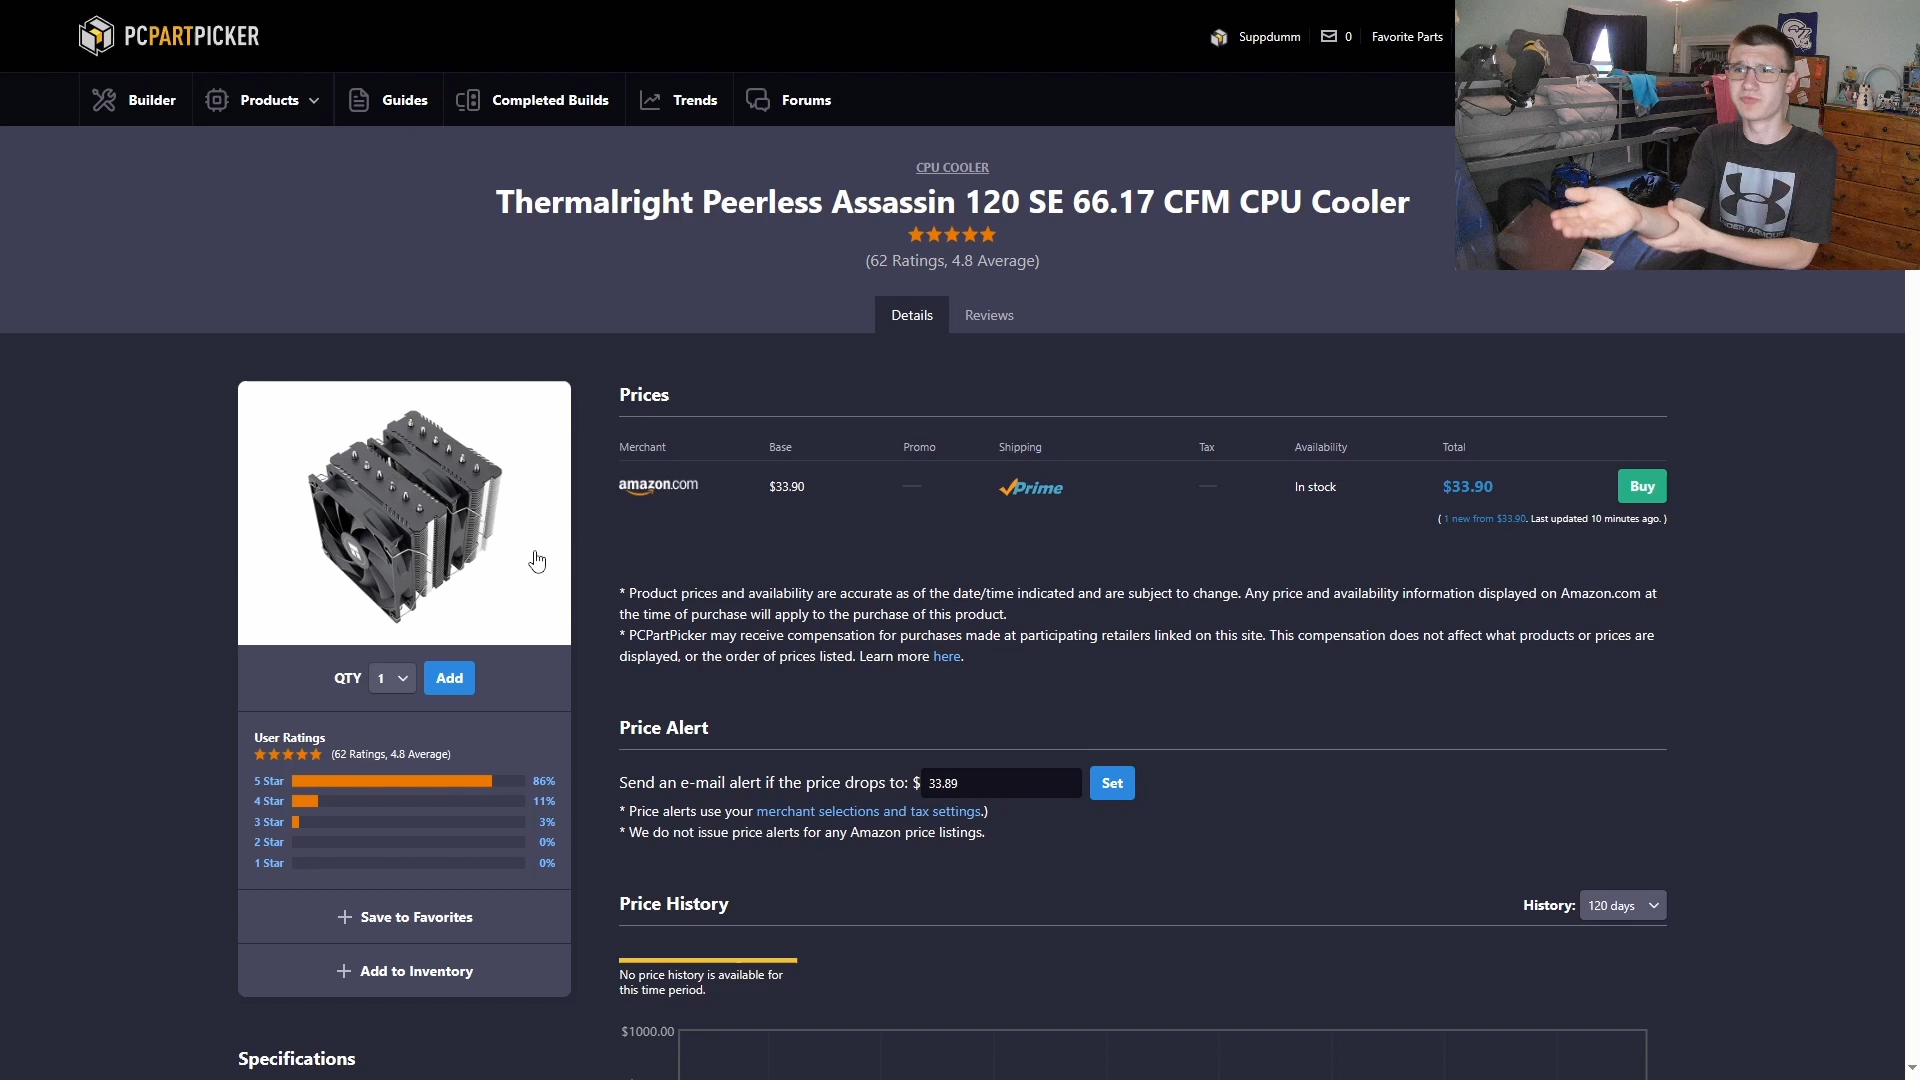 PCPARTPICKER
Suppdumm
0
Favorite Parts
Builder
Products
Guides
Completed Builds
Trends
Forums
CPU COOLER
Thermalright Peerless Assassin 120 SE 66.17 CFM CPU Cooler
(62 Ratings, 4.8 Average)
Details
Reviews
UNDER ARMOUR
Prices
Merchant Base Promo Shipping Tax Availability Total
amazon.com $33.90 — Prime — In stock $33.90 Buy
( 1 new from $33.90. Last updated 10 minutes ago. )
* Product prices and availability are accurate as of the date/time indicated and are subject to change. Any price and availability information displayed on Amazon.com at
the time of purchase will apply to the purchase of this product.
* PCPartPicker may receive compensation for purchases made at participating retailers linked on this site. This compensation does not affect what products or prices are
displayed, or the order of prices listed. Learn more here.
QTY 1 Add
User Ratings
(62 Ratings, 4.8 Average)
5 Star 86%
4 Star 11%
3 Star 3%
2 Star 0%
1 Star 0%
+ Save to Favorites
+ Add to Inventory
Specifications
Price Alert
Send an e-mail alert if the price drops to: $ 33.89 Set
* Price alerts use your merchant selections and tax settings.)
* We do not issue price alerts for any Amazon price listings.
Price History
History: 120 days
No price history is available for
this time period.
$1000.00